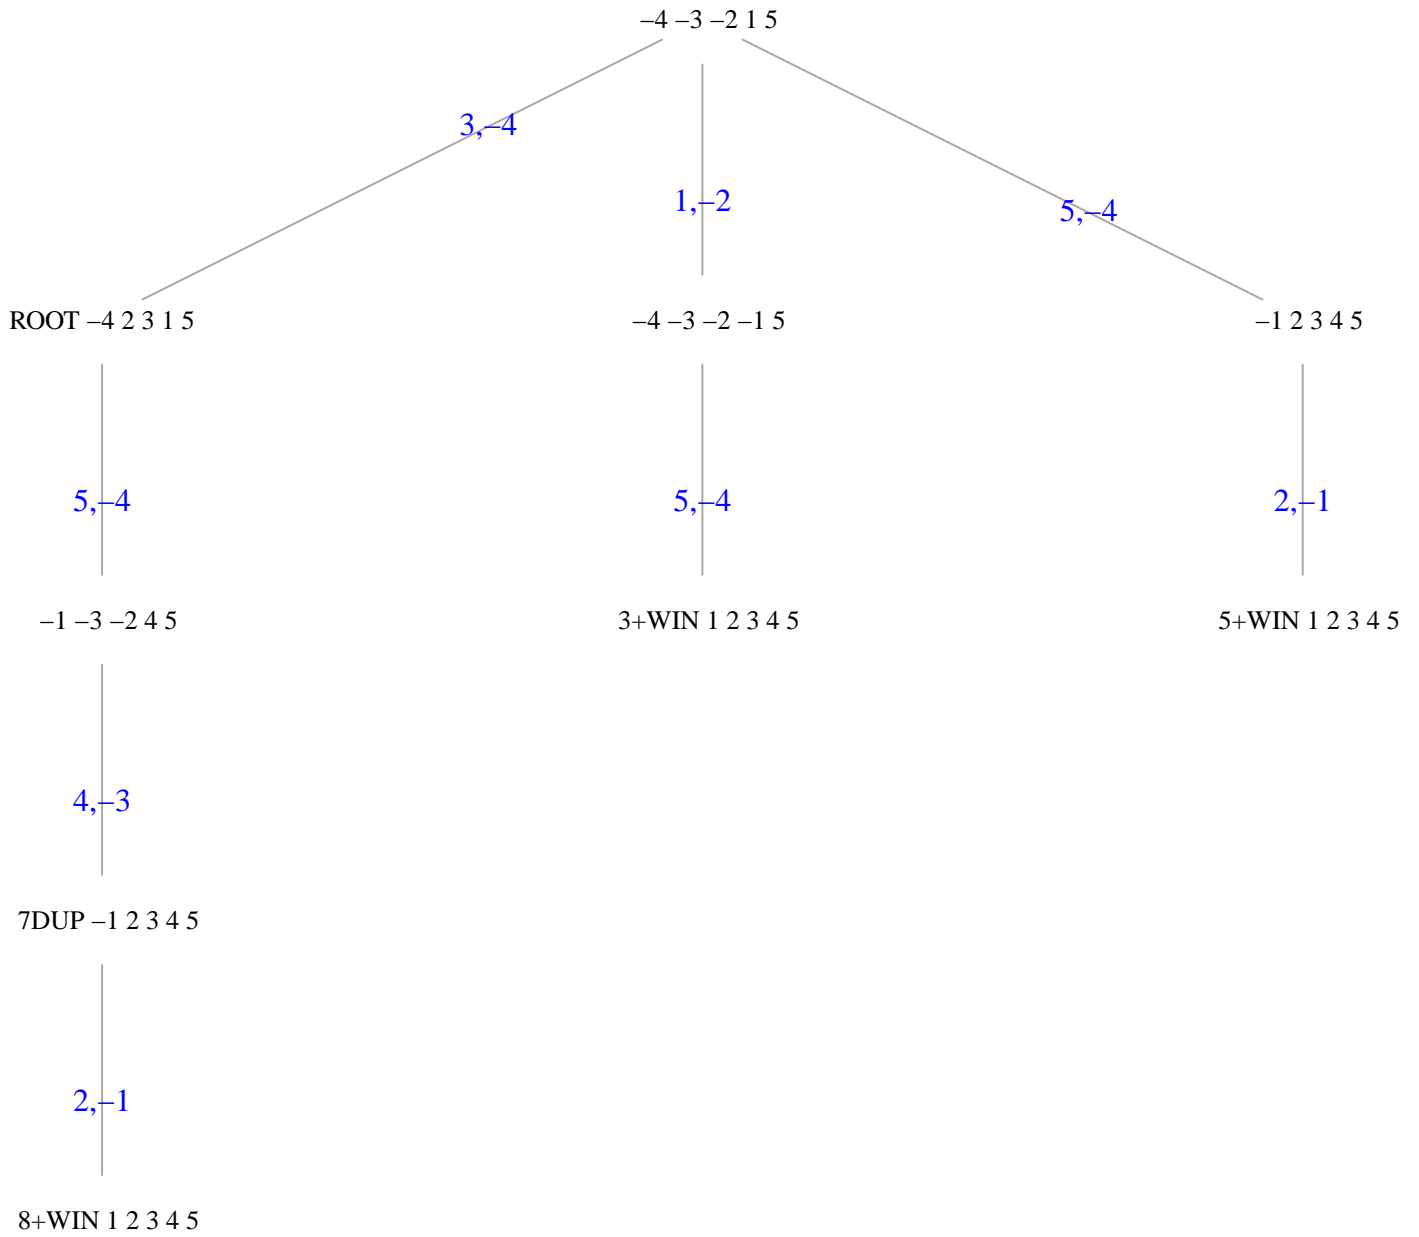 –4 –3 –2 1 5
3,–4
1,–2
5,–4
ROOT –4 2 3 1 5
–4 –3 –2 –1 5
–1 2 3 4 5
5,–4
5,–4
2,–1
–1 –3 –2 4 5
3+WIN 1 2 3 4 5
5+WIN 1 2 3 4 5
4,–3
7DUP –1 2 3 4 5
2,–1
8+WIN 1 2 3 4 5